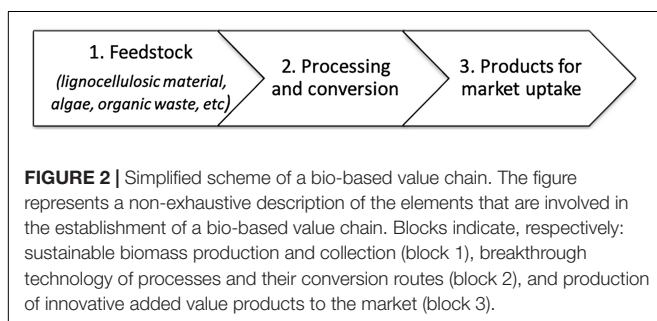 1. Feedstock
(lignocellulosic material,
algae, organic waste, etc)
2. Processing
and conversion
3. Products for
market uptake
FIGURE 2 | Simplified scheme of a bio-based value chain. The figure
represents a non-exhaustive description of the elements that are involved in
the establishment of a bio-based value chain. Blocks indicate, respectively:
sustainable biomass production and collection (block 1), breakthrough
technology of processes and their conversion routes (block 2), and production
of innovative added value products to the market (block 3).